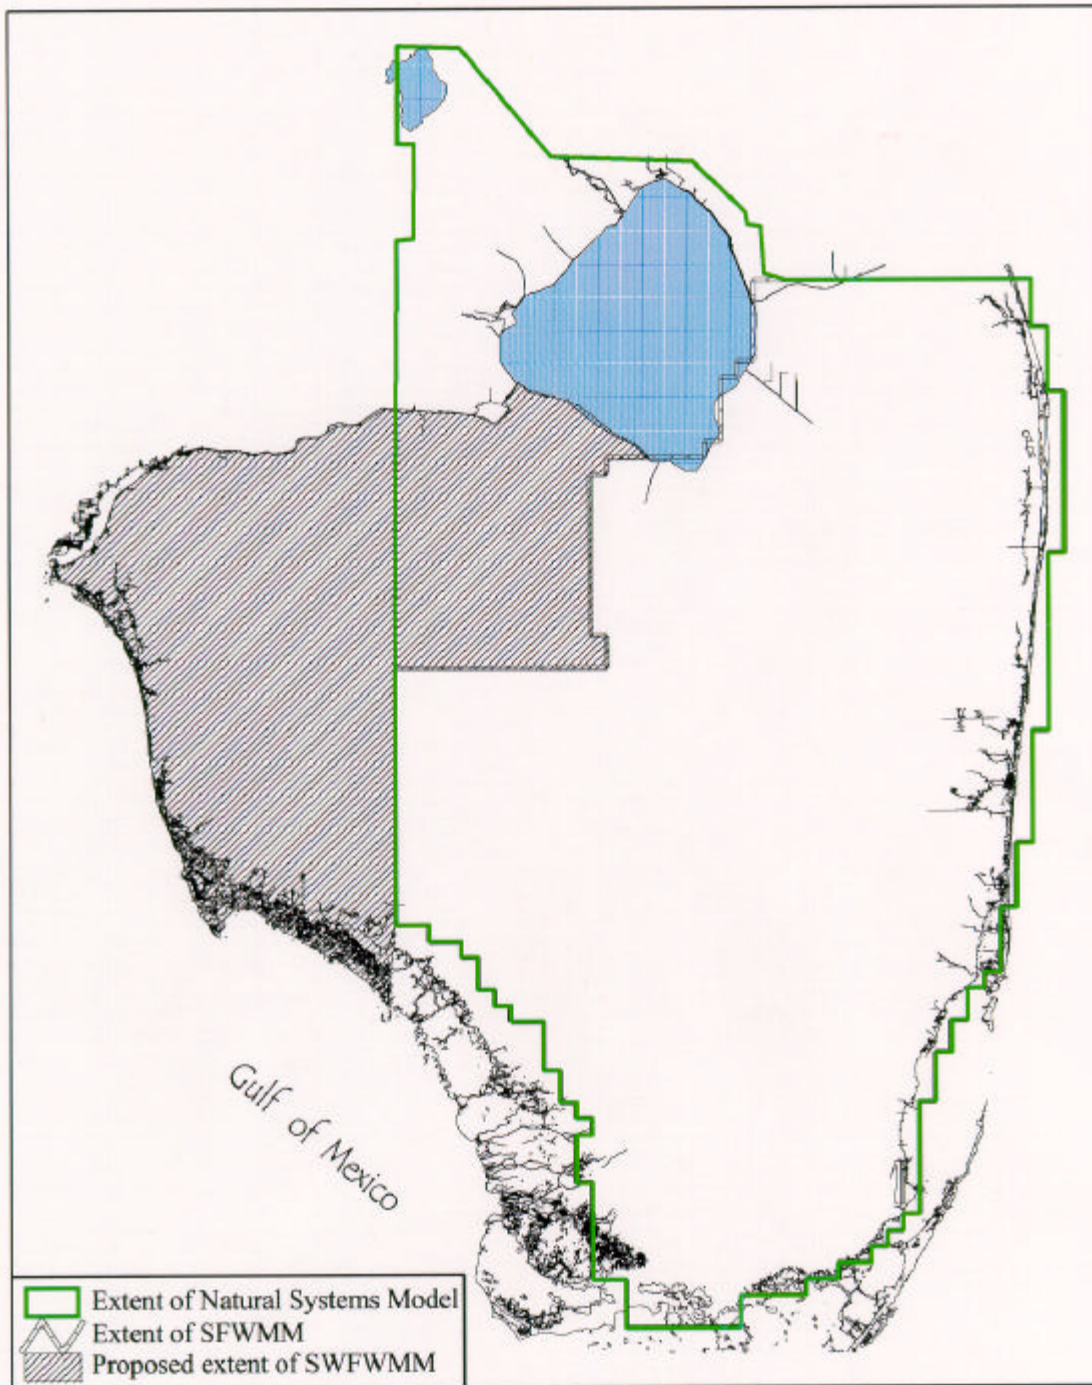 Gulf of Mexico
Extent of Natural Systems Model
Extent of SFWMM
Proposed extent of SWFWMM